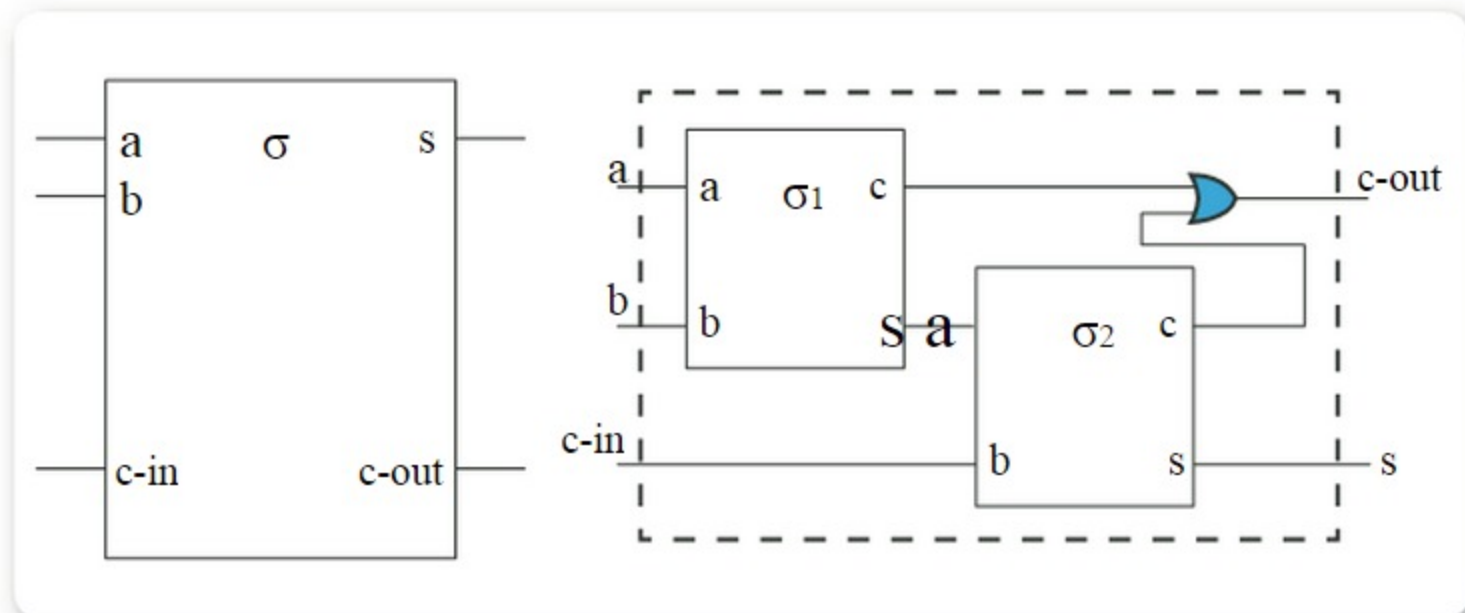 a σ s
b
c-in c-out
a a σ1 c c-out
b b s a σ2 c
c-in b s s